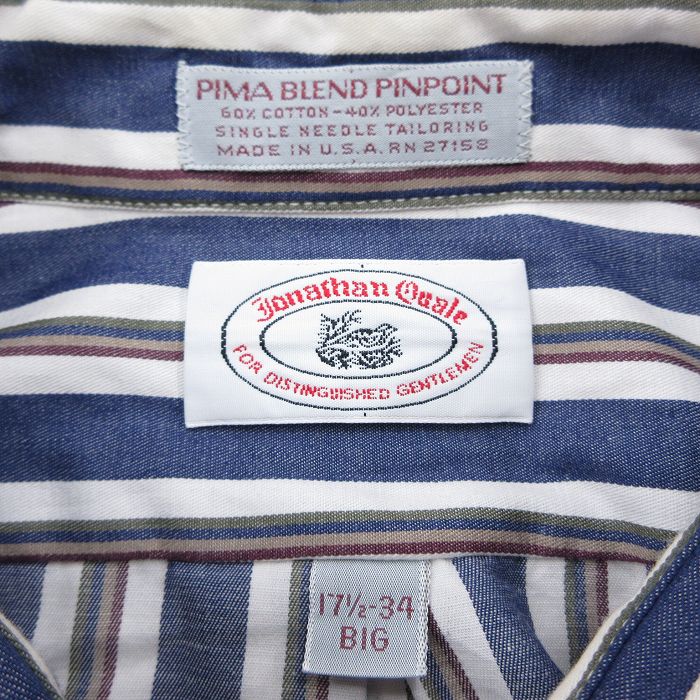 PIMA BLEND PINPOINT
60% COTTON - 40% POLYESTER
SINGLE NEEDLE TAILORING
MADE IN U.S.A. RN 27158
Jonathan Quale
FOR DISTINGUISHED GENTLEMEN
17½-34
BIG